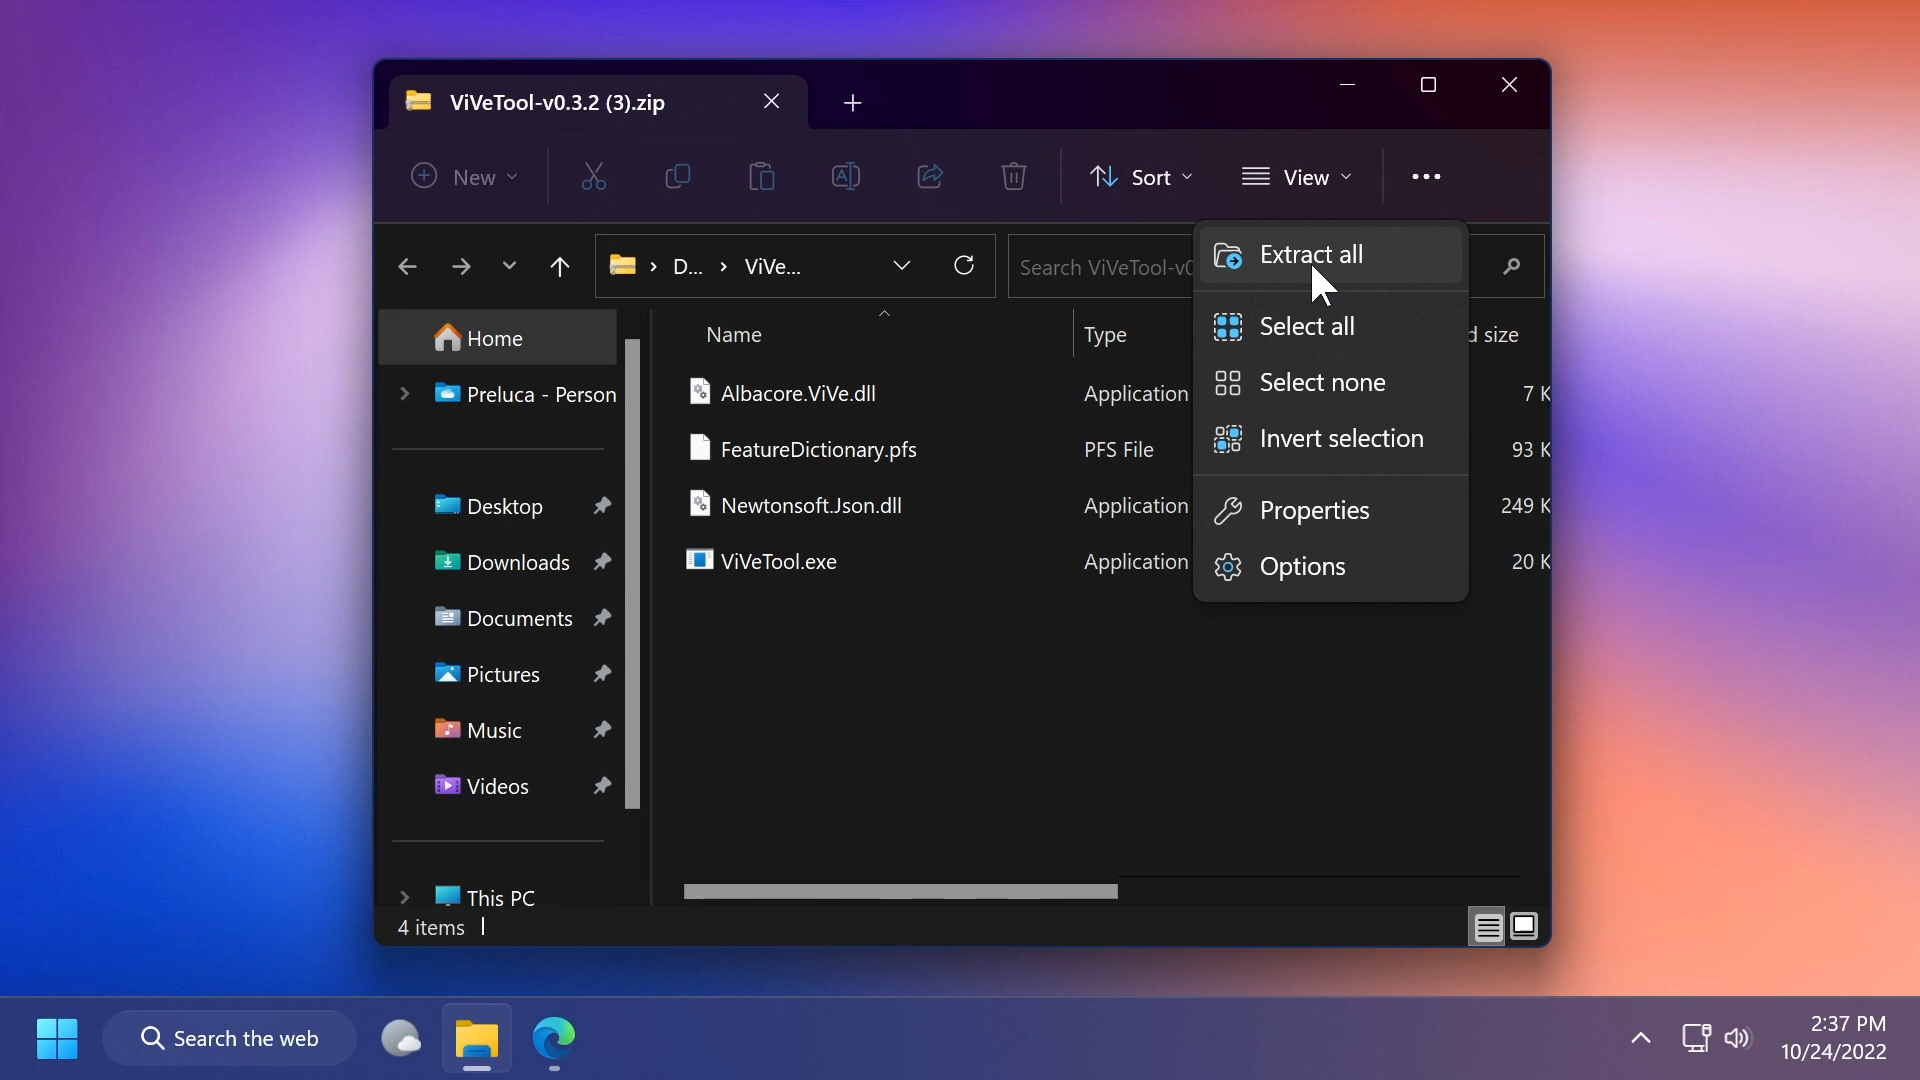 ViVeTool-v0.3.2 (3).zip
New
Sort
View
D...
ViVe...
Search ViVeTool-v0
Extract all
Select all
Select none
Invert selection
Properties
Options
Home
Preluca - Person
Desktop
Downloads
Documents
Pictures
Music
Videos
This PC
Name
Type
d size
Albacore.ViVe.dll
Application
7 K
FeatureDictionary.pfs
PFS File
93 K
Newtonsoft.Json.dll
Application
249 K
ViVeTool.exe
Application
20 K
4 items
Search the web
2:37 PM
10/24/2022